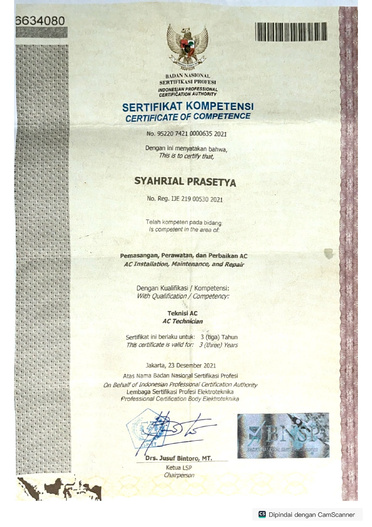 6634080
BADAN NASIONAL
SERTIFIKASI PROFESI
INDONESIAN PROFESSIONAL
CERTIFICATION AUTHORITY
SERTIFIKAT KOMPETENSI
CERTIFICATE OF COMPETENCE
No. 95220 7421 0000635 2021
Dengan ini menyatakan bahwa,
This is to certify that,
SYAHRIAL PRASETYA
No. Reg. IJE 219 00530 2021
Telah kompeten pada bidang
Is competent in the area of
Pemasangan, Perawatan, dan Perbaikan AC
AC Installation, Maintenance, and Repair
Dengan Kualifikasi / Kompetensi:
With Qualification / Competency:
Teknisi AC
AC Technician
Sertifikat ini berlaku untuk: 3 (tiga) Tahun
This certificate is valid for: 3 (three) Years
Jakarta, 23 Desember 2021
Atas Nama Badan Nasional Sertifikasi Profesi
On Behalf of Indonesian Professional Certification Authority
Lembaga Sertifikasi Profesi Elektroteknika
Professional Certification Body Elektroteknika
BNSP
Drs. Jusuf Bintoro, MT.
Ketua LSP
Chairperson
Dipindai dengan CamScanner